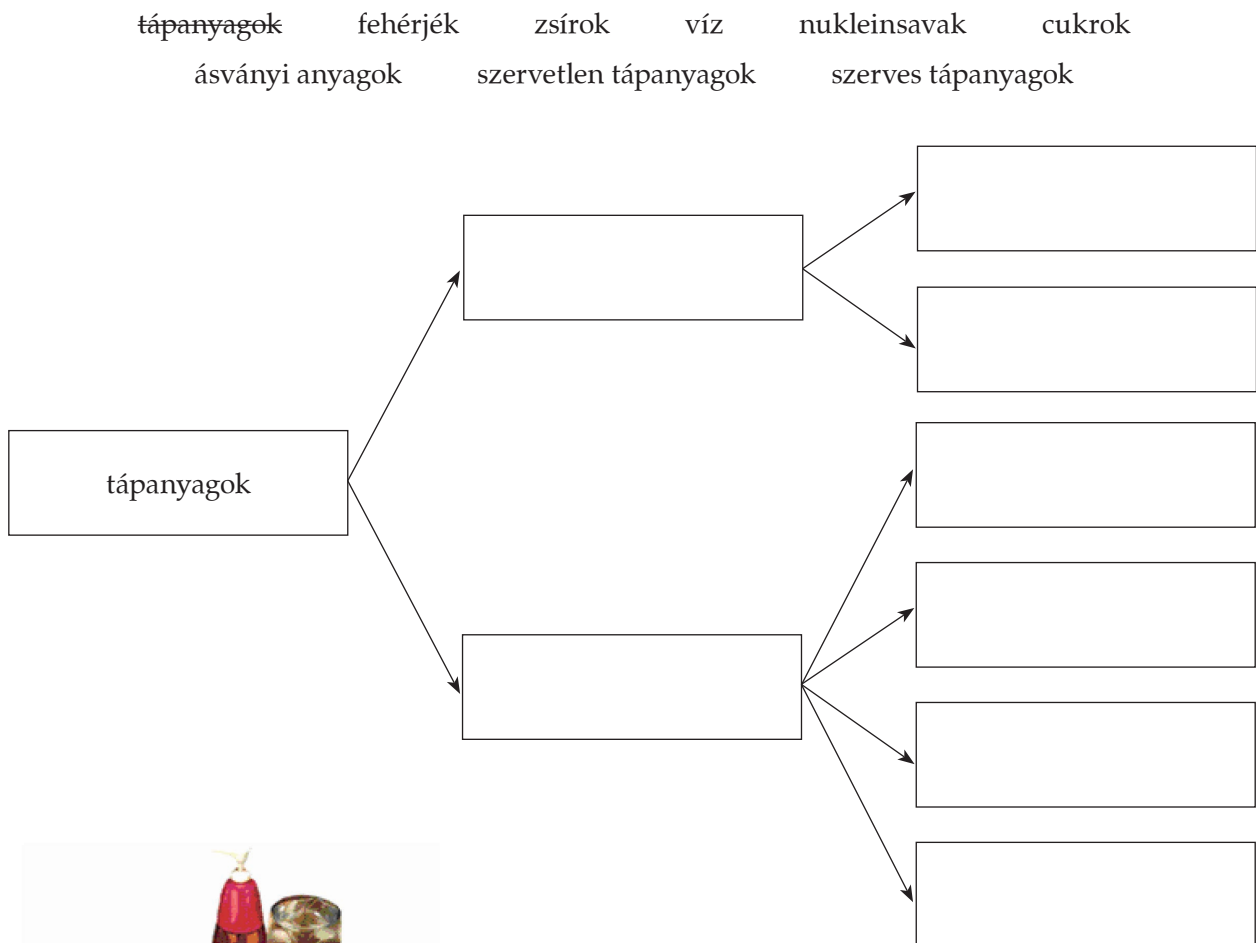 tápanyagok fehérjék zsírok víz nukleinsavak cukrok
ásványi anyagok szervetlen tápanyagok szerves tápanyagok
tápanyagok